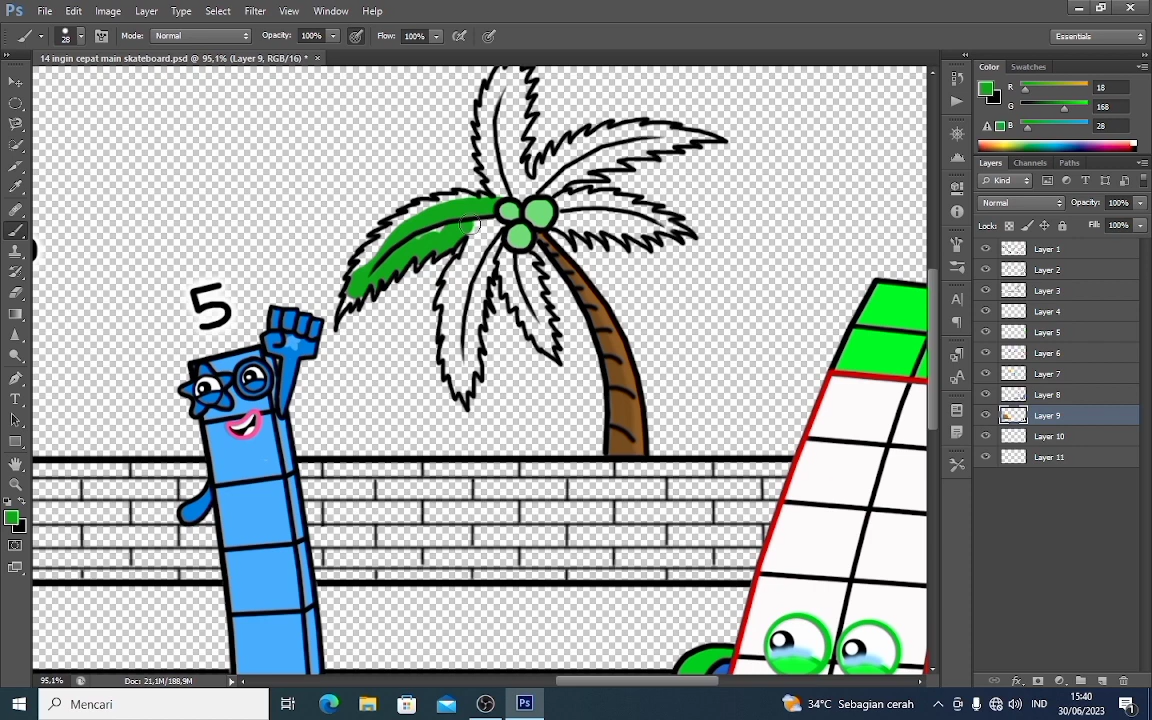 Ps File Edit Image Layer Type Select Filter View Window Help
28 Mode: Normal Opacity: 100% Flow: 100% Essentials
14 ingin cepat main skateboard.psd @ 95,1% (Layer 9, RGB/16) * ×
Color Swatches
R 18
G 168
B 28
Layers Channels Paths
Kind
Normal Opacity: 100%
Lock: Fill: 100%
Layer 1
Layer 2
Layer 3
Layer 4
Layer 5
Layer 6
Layer 7
Layer 8
Layer 9
Layer 10
Layer 11
5
95,1% Doc: 21,1M/188,9M
Mencari
34°C Sebagian cerah
IND
15:40
30/06/2023